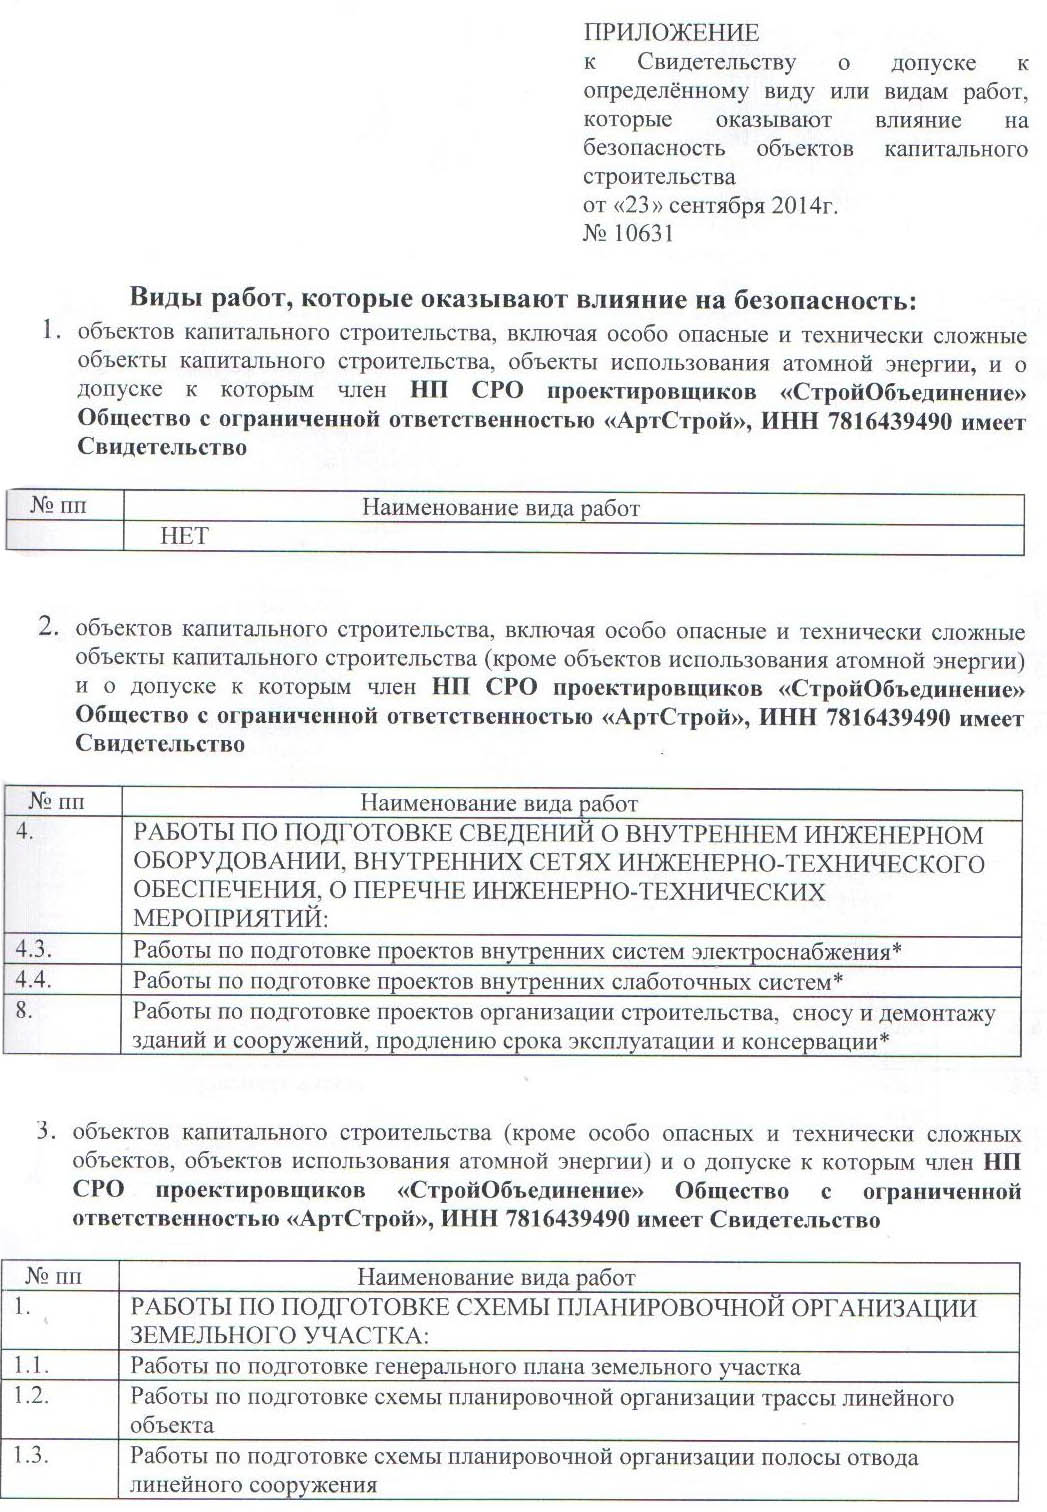 ПРИЛОЖЕНИЕ
к Свидетельству о допуске к
определённому виду или видам работ,
которые оказывают влияние на
безопасность объектов капитального
строительства
от «23» сентября 2014г.
№ 10631
Виды работ, которые оказывают влияние на безопасность:
1. объектов капитального строительства, включая особо опасные и технически сложные
объекты капитального строительства, объекты использования атомной энергии, и о
допуске к которым член НП СРО проектировщиков «СтройОбъединение»
Общество с ограниченной ответственностью «АртСтрой», ИНН 7816439490 имеет
Свидетельство
№ пп Наименование вида работ
НЕТ
2. объектов капитального строительства, включая особо опасные и технически сложные
объекты капитального строительства (кроме объектов использования атомной энергии)
и о допуске к которым член НП СРО проектировщиков «СтройОбъединение»
Общество с ограниченной ответственностью «АртСтрой», ИНН 7816439490 имеет
Свидетельство
№ пп Наименование вида работ
4. РАБОТЫ ПО ПОДГОТОВКЕ СВЕДЕНИЙ О ВНУТРЕННЕМ ИНЖЕНЕРНОМ
ОБОРУДОВАНИИ, ВНУТРЕННИХ СЕТЯХ ИНЖЕНЕРНО-ТЕХНИЧЕСКОГО
ОБЕСПЕЧЕНИЯ, О ПЕРЕЧНЕ ИНЖЕНЕРНО-ТЕХНИЧЕСКИХ
МЕРОПРИЯТИЙ:
4.3. Работы по подготовке проектов внутренних систем электроснабжения*
4.4. Работы по подготовке проектов внутренних слаботочных систем*
8. Работы по подготовке проектов организации строительства, сносу и демонтажу
зданий и сооружений, продлению срока эксплуатации и консервации*
3. объектов капитального строительства (кроме особо опасных и технически сложных
объектов, объектов использования атомной энергии) и о допуске к которым член НП
СРО проектировщиков «СтройОбъединение» Общество с ограниченной
ответственностью «АртСтрой», ИНН 7816439490 имеет Свидетельство
№ пп Наименование вида работ
1. РАБОТЫ ПО ПОДГОТОВКЕ СХЕМЫ ПЛАНИРОВОЧНОЙ ОРГАНИЗАЦИИ
ЗЕМЕЛЬНОГО УЧАСТКА:
1.1. Работы по подготовке генерального плана земельного участка
1.2. Работы по подготовке схемы планировочной организации трассы линейного
объекта
1.3. Работы по подготовке схемы планировочной организации полосы отвода
линейного сооружения